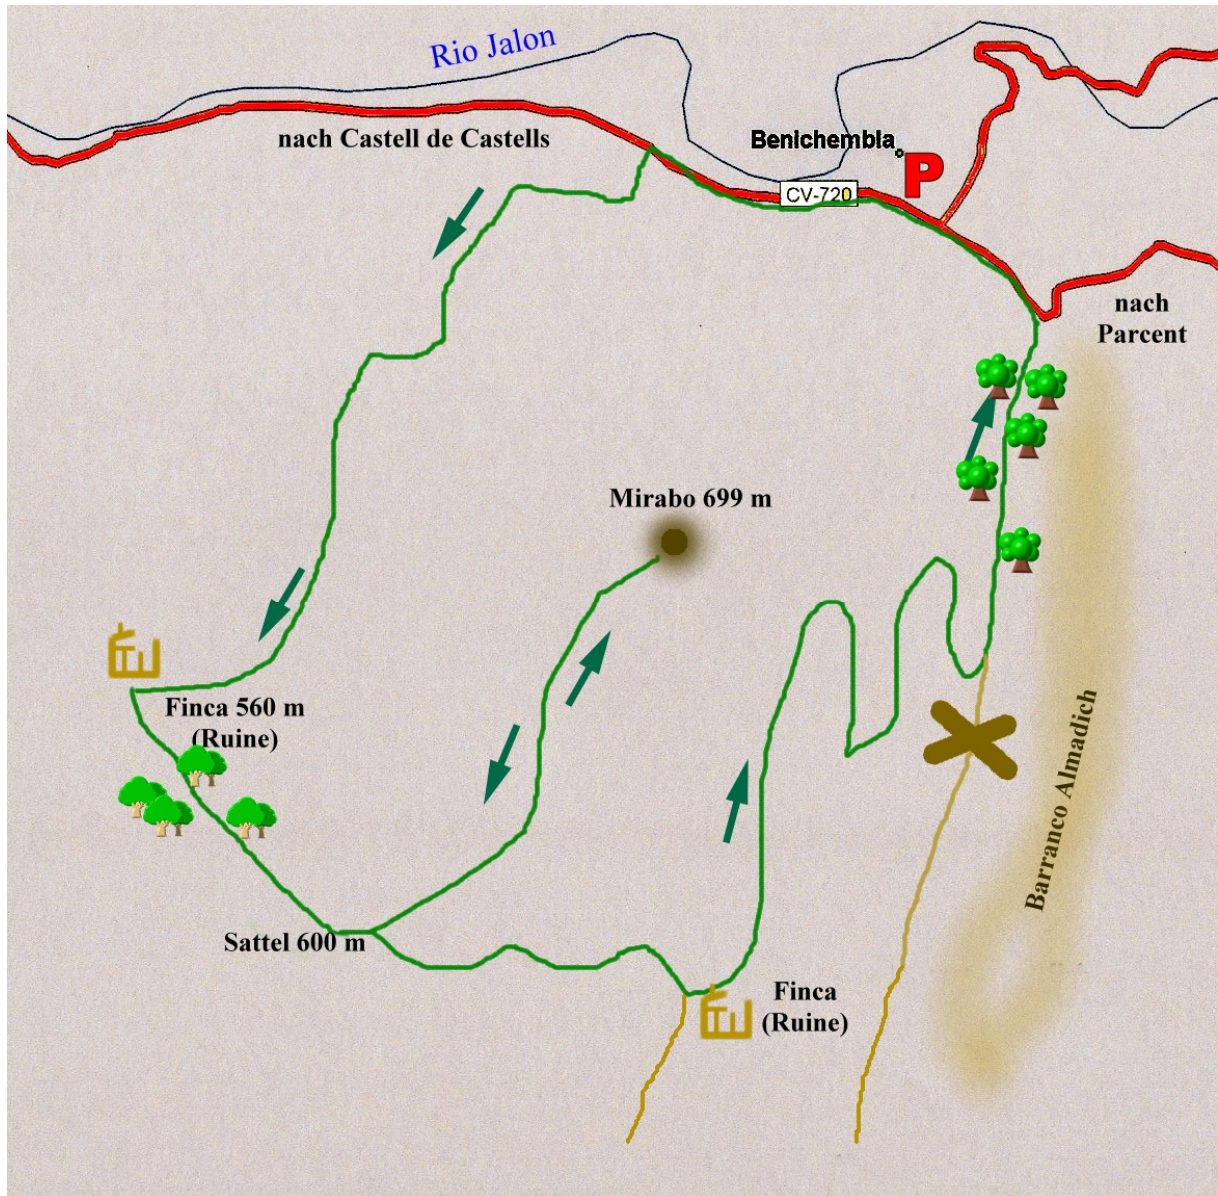 Rio Jalon
nach Castell de Castells
Benichembla
P
CV-720
nach
Parcent
Mirabo 699 m
Finca 560 m
(Ruine)
Barranco Almadich
Sattel 600 m
Finca
(Ruine)